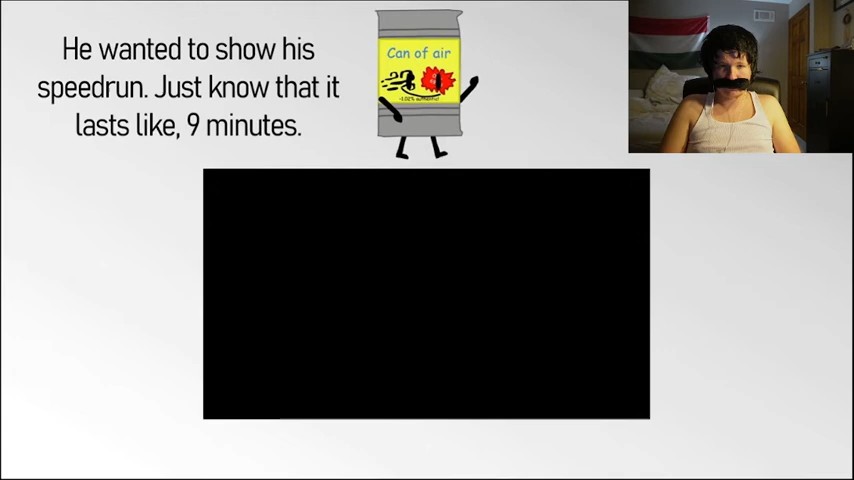 He wanted to show his
speedrun. Just know that it
lasts like, 9 minutes.
Can of air